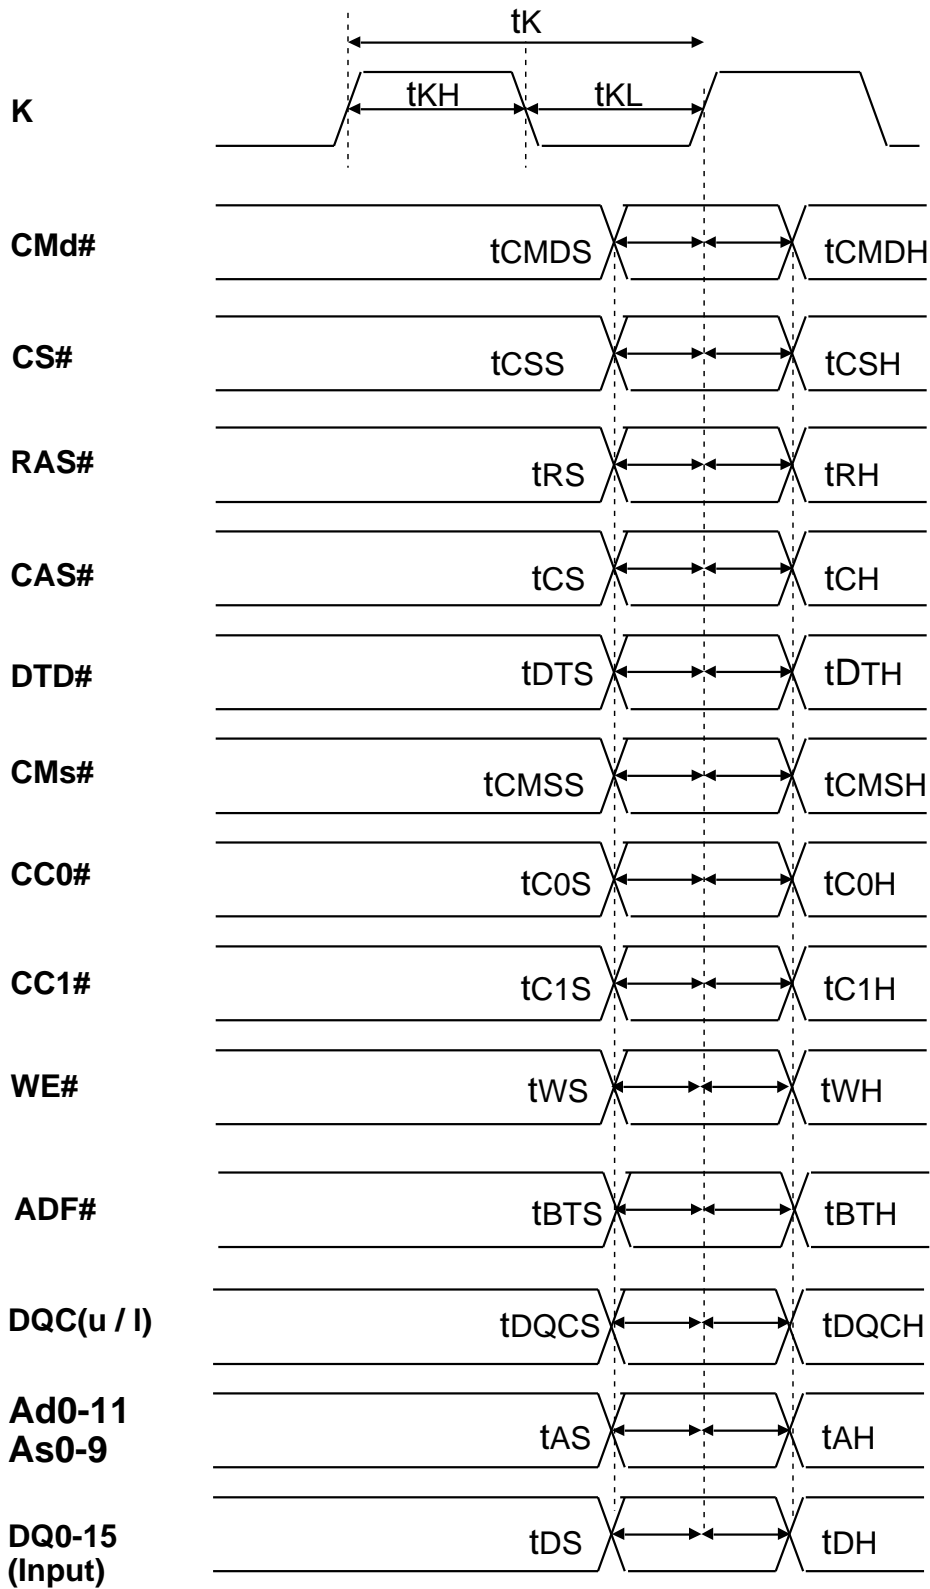 tK
K tKH tKL
CMd# tCMDS tCMDH
CS# tCSS tCSH
RAS# tRS tRH
CAS# tCS tCH
DTD# tDTS tDTH
CMs# tCMSS tCMSH
CC0# tC0S tC0H
CC1# tC1S tC1H
WE# tWS tWH
ADF# tBTS tBTH
DQC(u / l) tDQCS tDQCH
Ad0-11
As0-9 tAS tAH
DQ0-15
(Input) tDS tDH